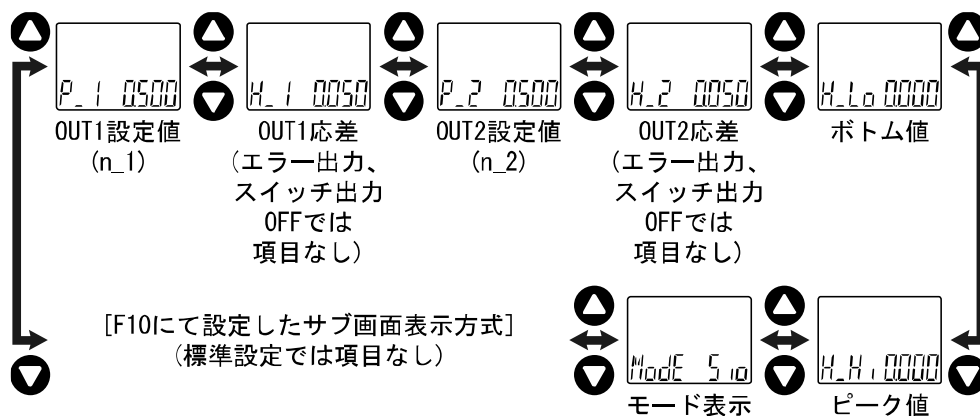 P_1 0.500
H_1 0.050
P_2 0.500
H_2 0.050
H_Lo 0.000
OUT1設定値
(n_1)
OUT1応差
(エラー出力、
スイッチ出力
OFFでは
項目なし)
OUT2設定値
(n_2)
OUT2応差
(エラー出力、
スイッチ出力
OFFでは
項目なし)
ボトム値
[F10にて設定したサブ画面表示方式]
(標準設定では項目なし)
ModE Sio
モード表示
H_Hi 0.000
ピーク値